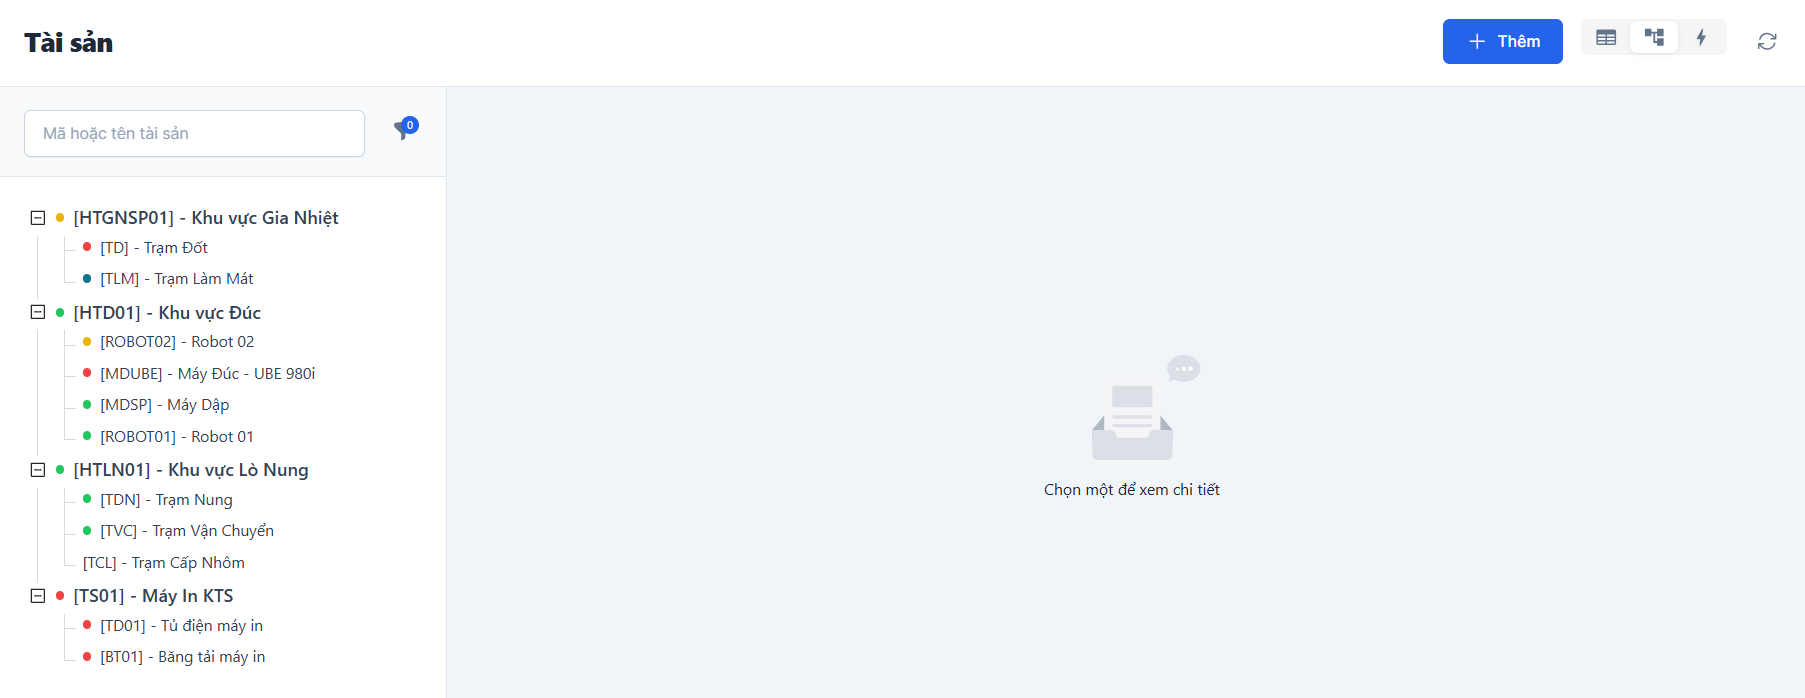 Tài sản
Thêm
Mã hoặc tên tài sản
0
[HTGNSP01] - Khu vực Gia Nhiệt
[TD] - Trạm Đốt
[TLM] - Trạm Làm Mát
[HTD01] - Khu vực Đúc
[ROBOT02] - Robot 02
[MDUBE] - Máy Đúc - UBE 980i
[MDSP] - Máy Dập
[ROBOT01] - Robot 01
[HTLN01] - Khu vực Lò Nung
[TDN] - Trạm Nung
[TVC] - Trạm Vận Chuyển
[TCL] - Trạm Cấp Nhôm
[TS01] - Máy In KTS
[TD01] - Tủ điện máy in
[BT01] - Băng tải máy in
Chọn một để xem chi tiết